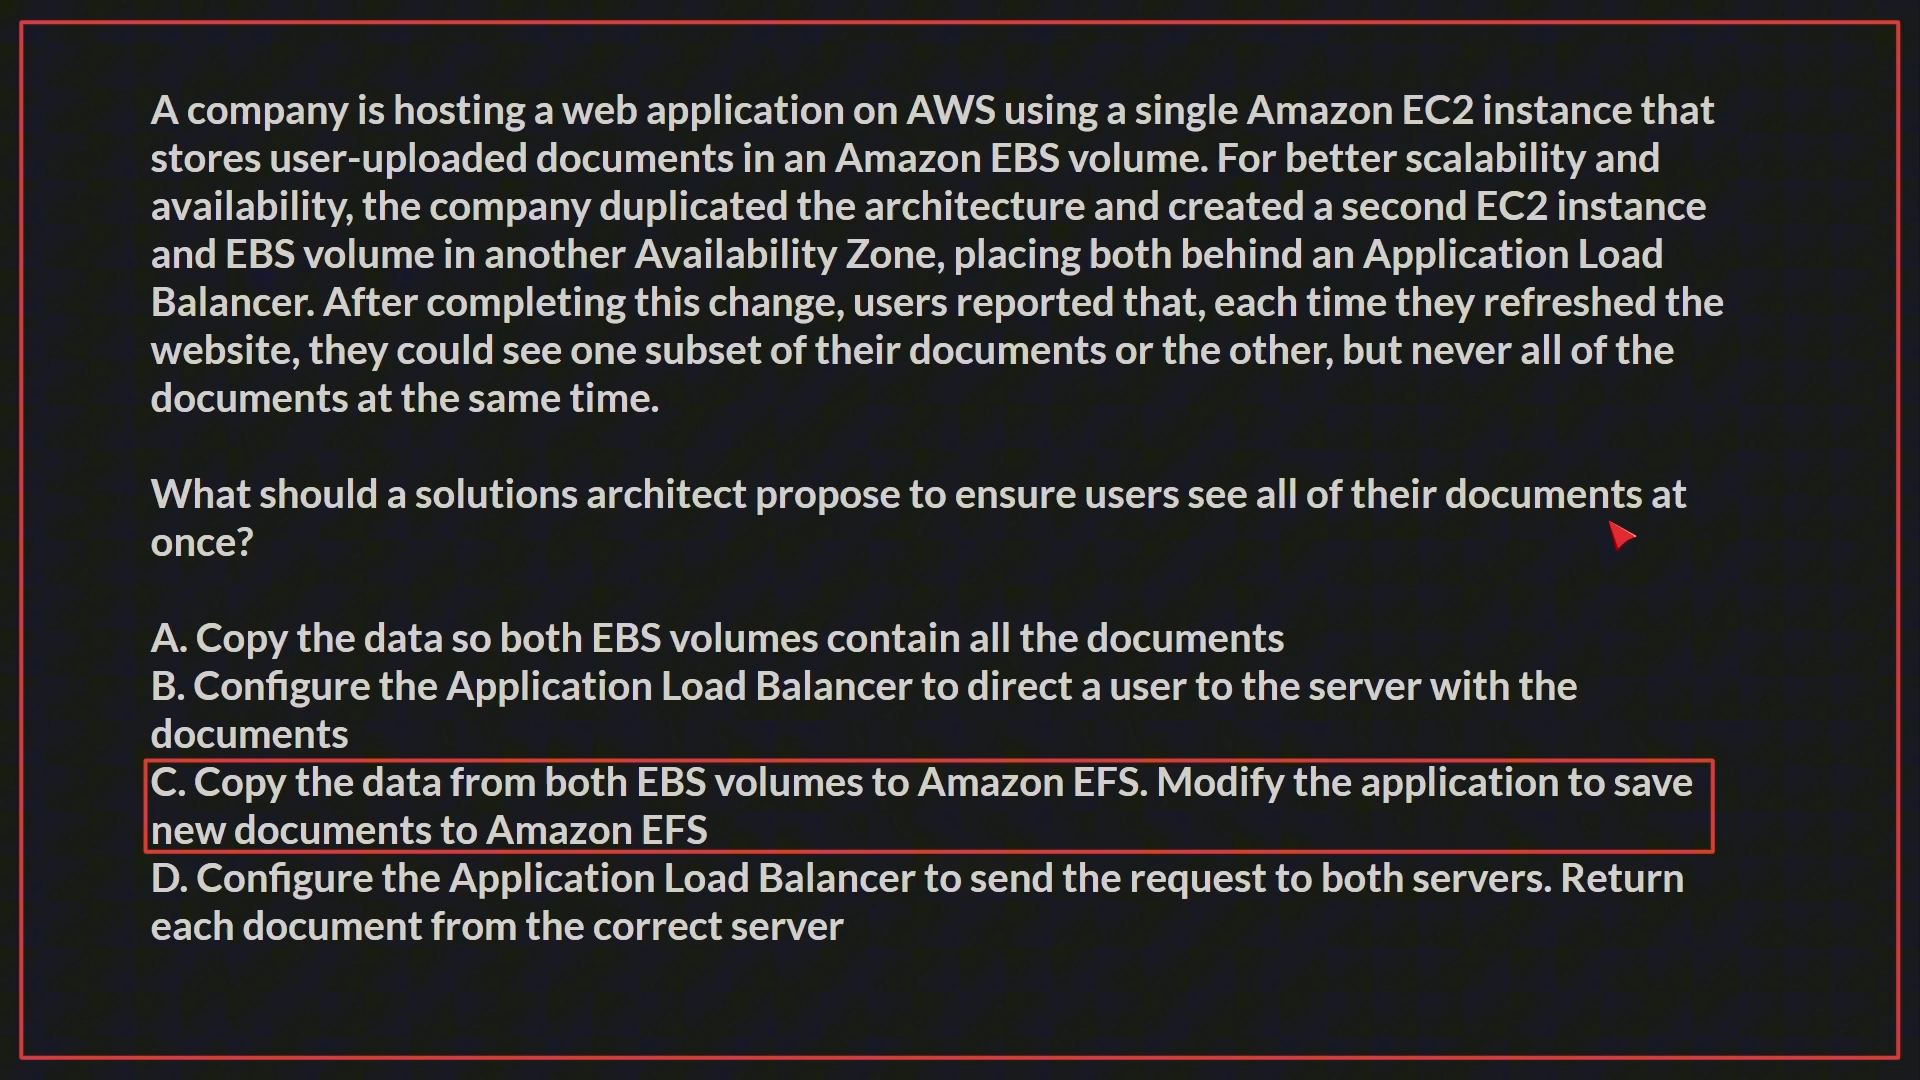 A company is hosting a web application on AWS using a single Amazon EC2 instance that
stores user-uploaded documents in an Amazon EBS volume. For better scalability and
availability, the company duplicated the architecture and created a second EC2 instance
and EBS volume in another Availability Zone, placing both behind an Application Load
Balancer. After completing this change, users reported that, each time they refreshed the
website, they could see one subset of their documents or the other, but never all of the
documents at the same time.
What should a solutions architect propose to ensure users see all of their documents at
once?
A. Copy the data so both EBS volumes contain all the documents
B. Configure the Application Load Balancer to direct a user to the server with the
documents
C. Copy the data from both EBS volumes to Amazon EFS. Modify the application to save
new documents to Amazon EFS
D. Configure the Application Load Balancer to send the request to both servers. Return
each document from the correct server